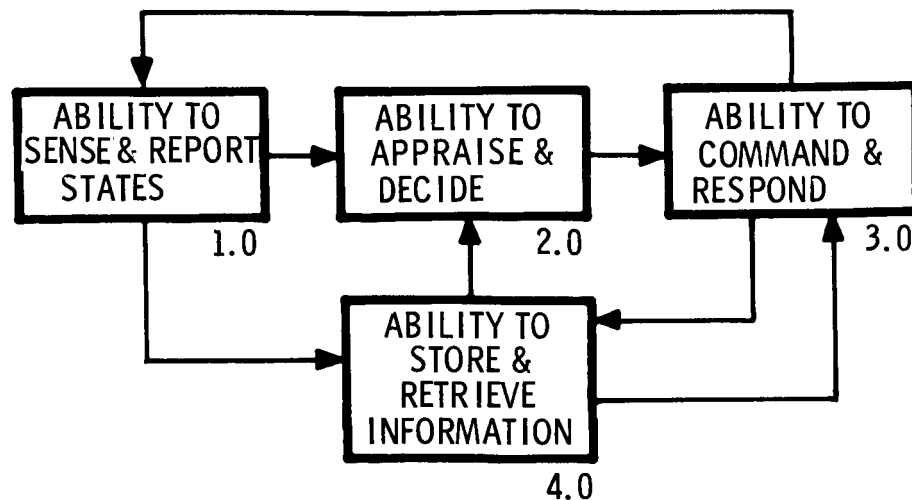 ABILITY TO
SENSE & REPORT
STATES
1.0
ABILITY TO
APPRAISE &
DECIDE
2.0
ABILITY TO
COMMAND &
RESPOND
3.0
ABILITY TO
STORE &
RETRIEVE
INFORMATION
4.0